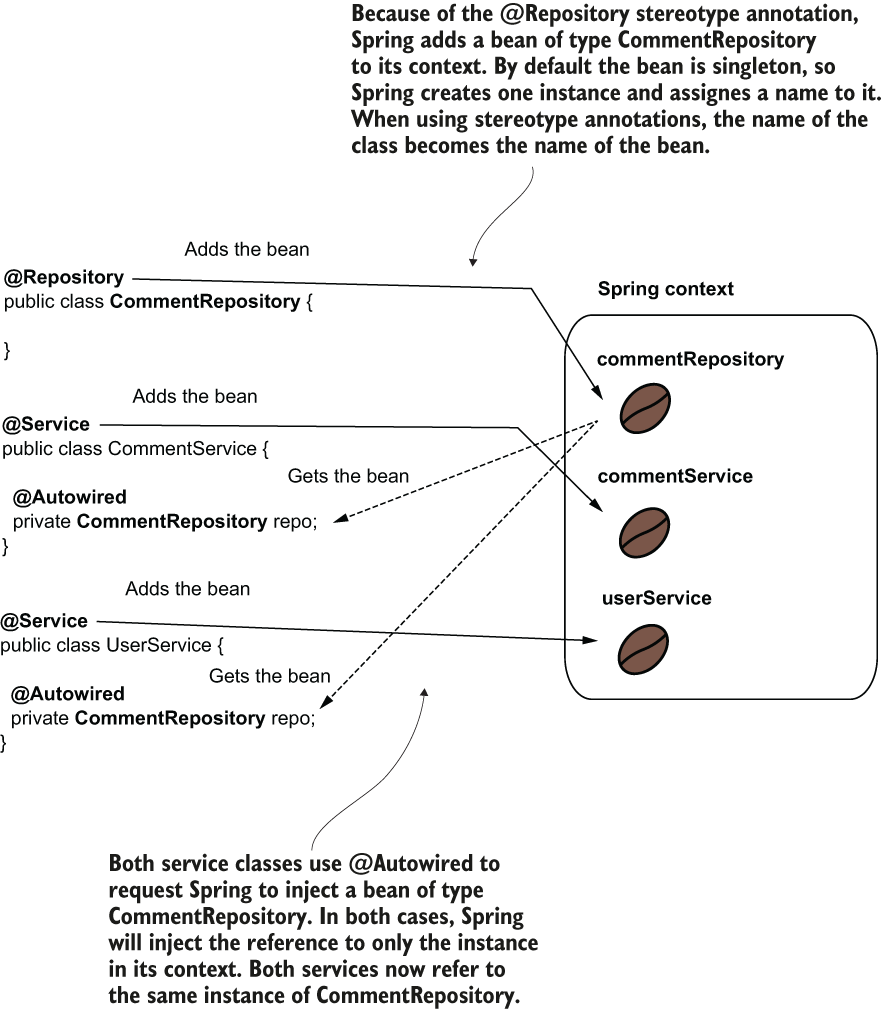 Because of the @Repository stereotype annotation,
Spring adds a bean of type CommentRepository
to its context. By default the bean is singleton, so
Spring creates one instance and assignes a name to it.
When using stereotype annotations, the name of the
class becomes the name of the bean.
Adds the bean
@Repository
public class CommentRepository {
}
Spring context
commentRepository
Adds the bean
@Service
public class CommentService {
Gets the bean
@Autowired
private CommentRepository repo;
}
commentService
Adds the bean
@Service
public class UserService {
Gets the bean
@Autowired
private CommentRepository repo;
}
userService
Both service classes use @Autowired to
request Spring to inject a bean of type
CommentRepository. In both cases, Spring
will inject the reference to only the instance
in its context. Both services now refer to
the same instance of CommentRepository.